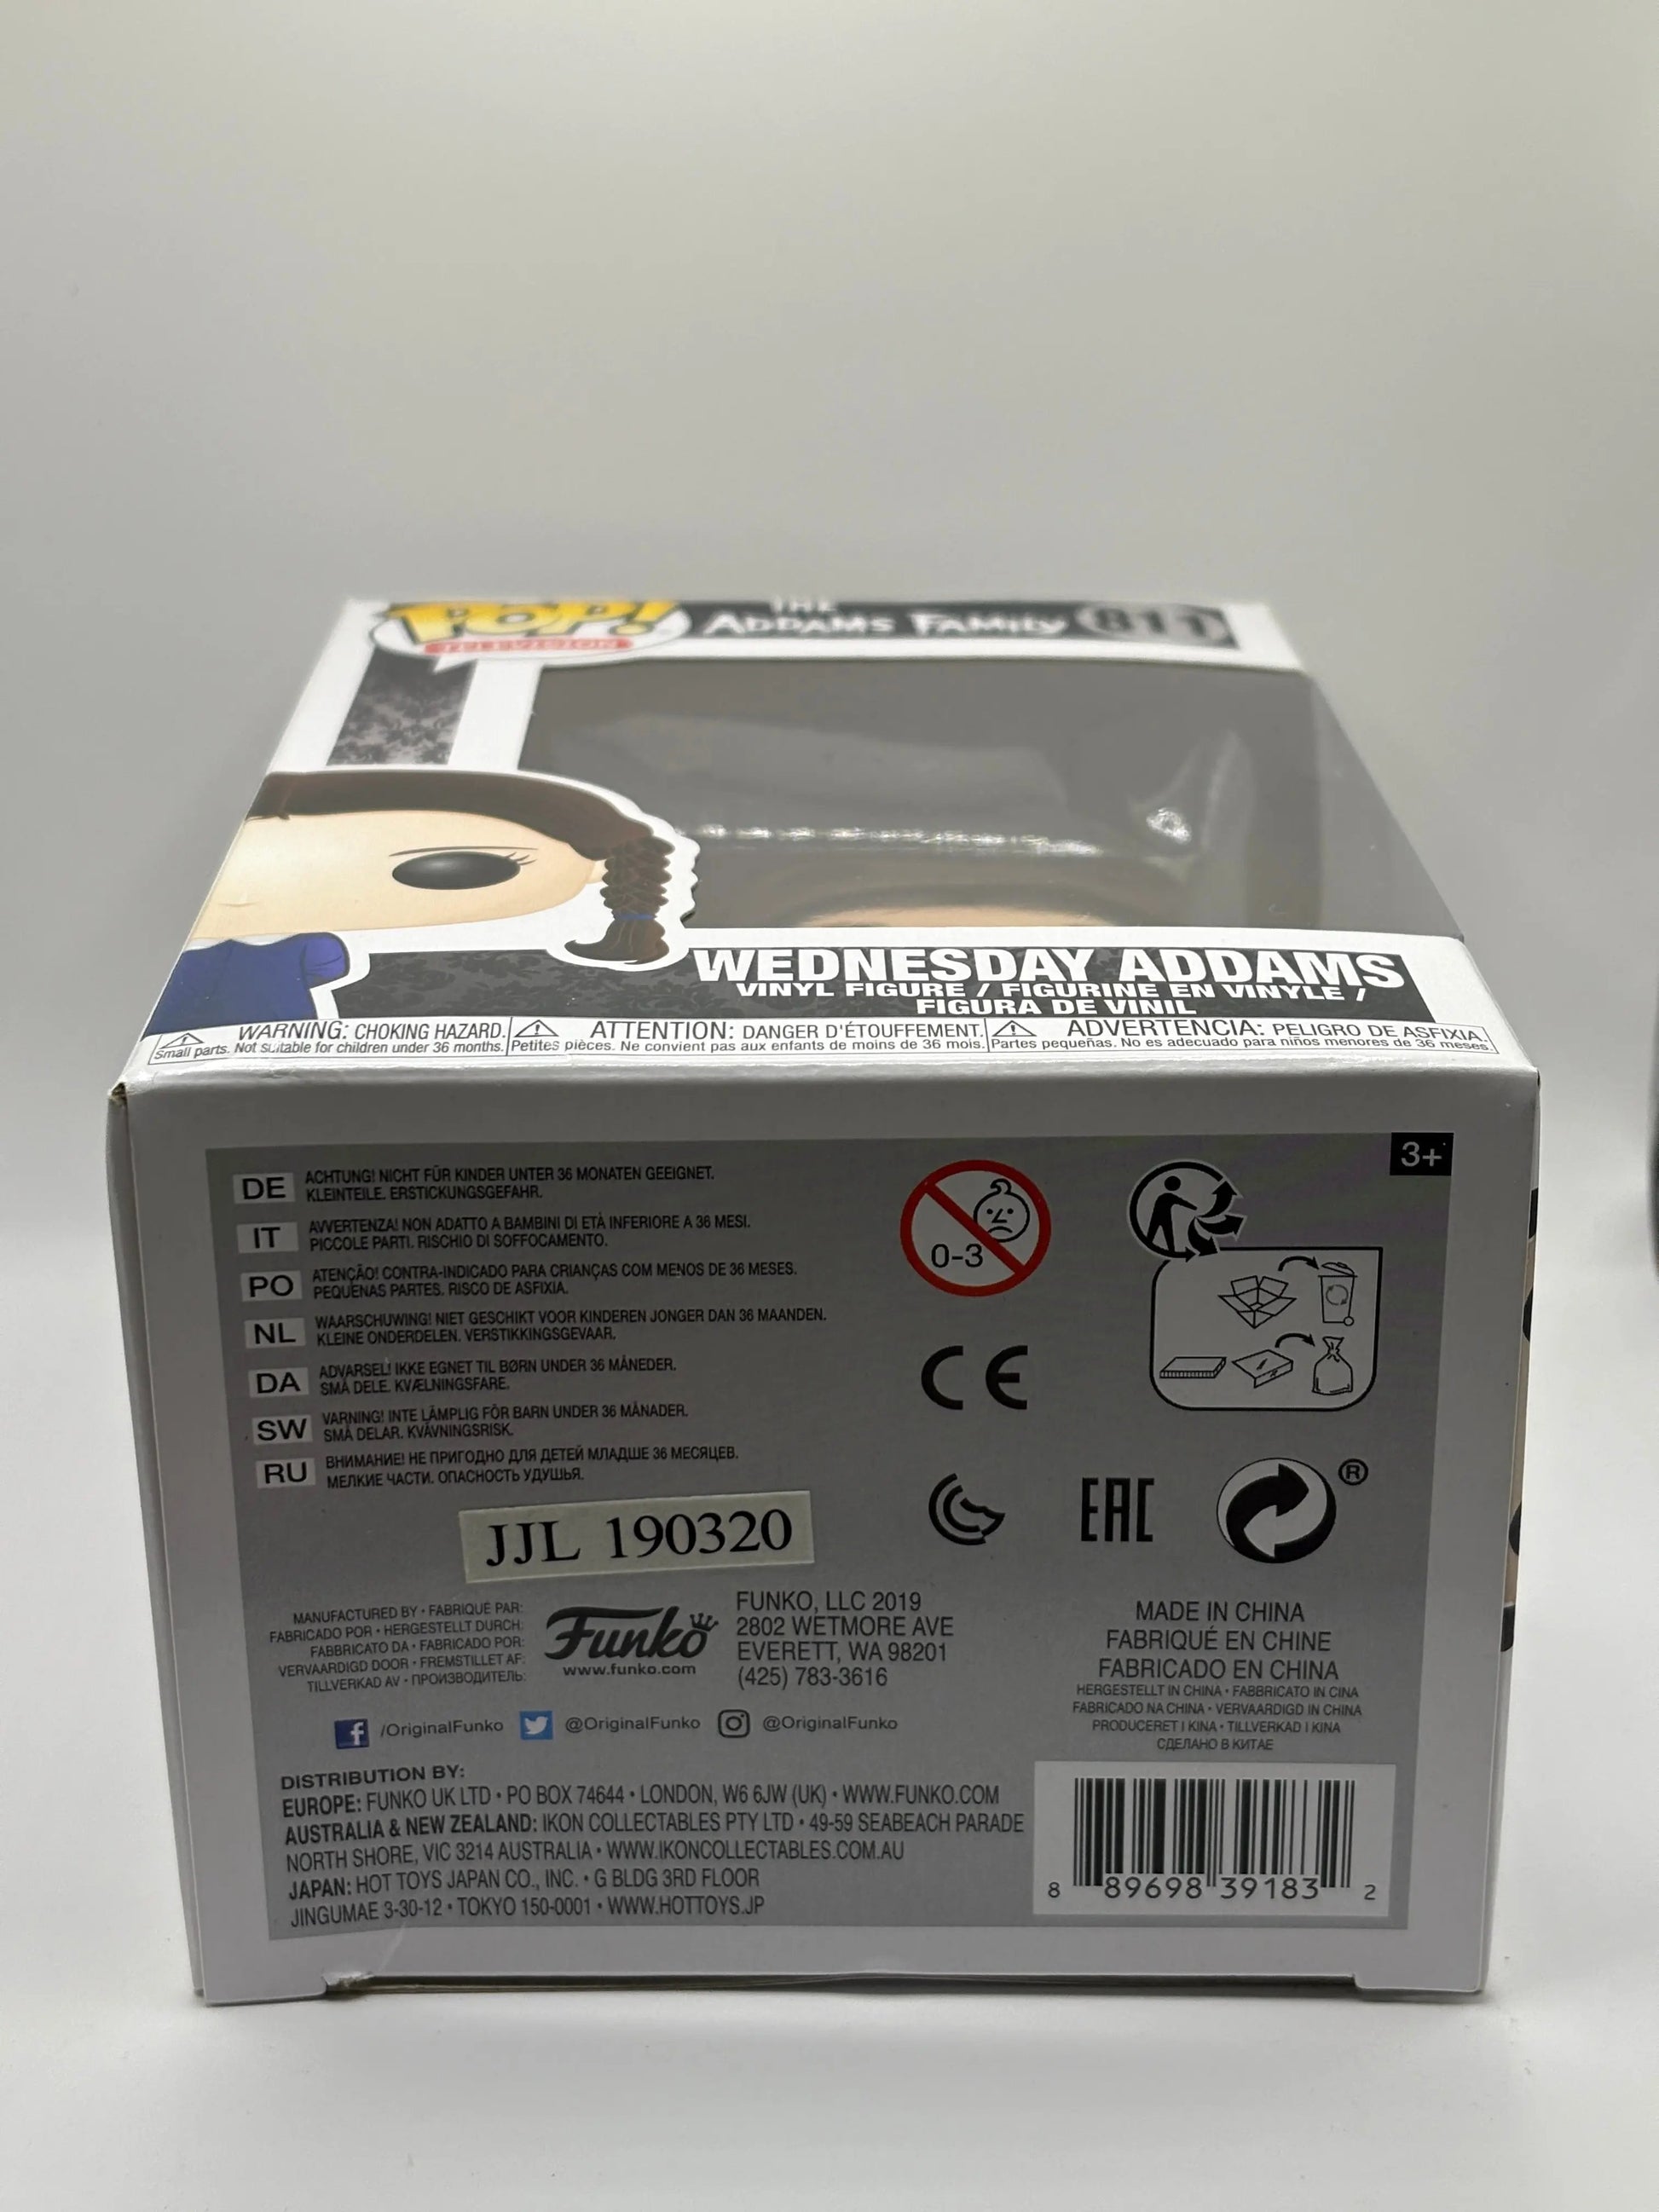 POP!
TELEVISION
THE
ADDAMS FAMILY
811
WEDNESDAY ADDAMS
VINYL FIGURE / FIGURINE EN VINYLE /
FIGURA DE VINIL
WARNING: CHOKING HAZARD.
Small parts. Not suitable for children under 36 months.
ATTENTION: DANGER D'ÉTOUFFEMENT.
Petites pièces. Ne convient pas aux enfants de moins de 36 mois.
ADVERTENCIA: PELIGRO DE ASFIXIA.
Partes pequeñas. No es adecuado para niños menores de 36 meses.
3+
DE ACHTUNG! NICHT FÜR KINDER UNTER 36 MONATEN GEEIGNET.
KLEINTEILE. ERSTICKUNGSGEFAHR.
IT AVVERTENZA! NON ADATTO A BAMBINI DI ETÀ INFERIORE A 36 MESI.
PICCOLE PARTI. RISCHIO DI SOFFOCAMENTO.
PO ATENÇÃO! CONTRA-INDICADO PARA CRIANÇAS COM MENOS DE 36 MESES.
PEQUENAS PARTES. RISCO DE ASFIXIA.
NL WAARSCHUWING! NIET GESCHIKT VOOR KINDEREN JONGER DAN 36 MAANDEN.
KLEINE ONDERDELEN. VERSTIKKINGSGEVAAR.
DA ADVARSEL! IKKE EGNET TIL BØRN UNDER 36 MÅNEDER.
SMÅ DELE. KVÆLNINGSFARE.
SW VARNING! INTE LÄMPLIG FÖR BARN UNDER 36 MÅNADER.
SMÅ DELAR. KVÄVNINGSRISK.
RU ВНИМАНИЕ! НЕ ПРИГОДНО ДЛЯ ДЕТЕЙ МЛАДШЕ 36 МЕСЯЦЕВ.
МЕЛКИЕ ЧАСТИ. ОПАСНОСТЬ УДУШЬЯ.
0-3
CE
EAC
®
JJL 190320
MANUFACTURED BY • FABRIQUÉ PAR:
FABRICADO POR • HERGESTELLT DURCH:
FABBRICATO DA • FABRICADO POR:
VERVAARDIGD DOOR • FREMSTILLET AF:
TILLVERKAD AV • ПРОИЗВОДИТЕЛЬ:
Funko
www.funko.com
FUNKO, LLC 2019
2802 WETMORE AVE
EVERETT, WA 98201
(425) 783-3616
MADE IN CHINA
FABRIQUÉ EN CHINE
FABRICADO EN CHINA
HERGESTELLT IN CHINA • FABBRICATO IN CINA
FABRICADO NA CHINA • VERVAARDIGD IN CHINA
PRODUCERET I KINA • TILLVERKAD I KINA
СДЕЛАНО В КИТАЕ
f /OriginalFunko @OriginalFunko @OriginalFunko
DISTRIBUTION BY:
EUROPE: FUNKO UK LTD • PO BOX 74644 • LONDON, W6 6JW (UK) • WWW.FUNKO.COM
AUSTRALIA & NEW ZEALAND: IKON COLLECTABLES PTY LTD • 49-59 SEABEACH PARADE
NORTH SHORE, VIC 3214 AUSTRALIA • WWW.IKONCOLLECTABLES.COM.AU
JAPAN: HOT TOYS JAPAN CO., INC. • G BLDG 3RD FLOOR
JINGUMAE 3-30-12 • TOKYO 150-0001 • WWW.HOTTOYS.JP
8 89698 39183 2